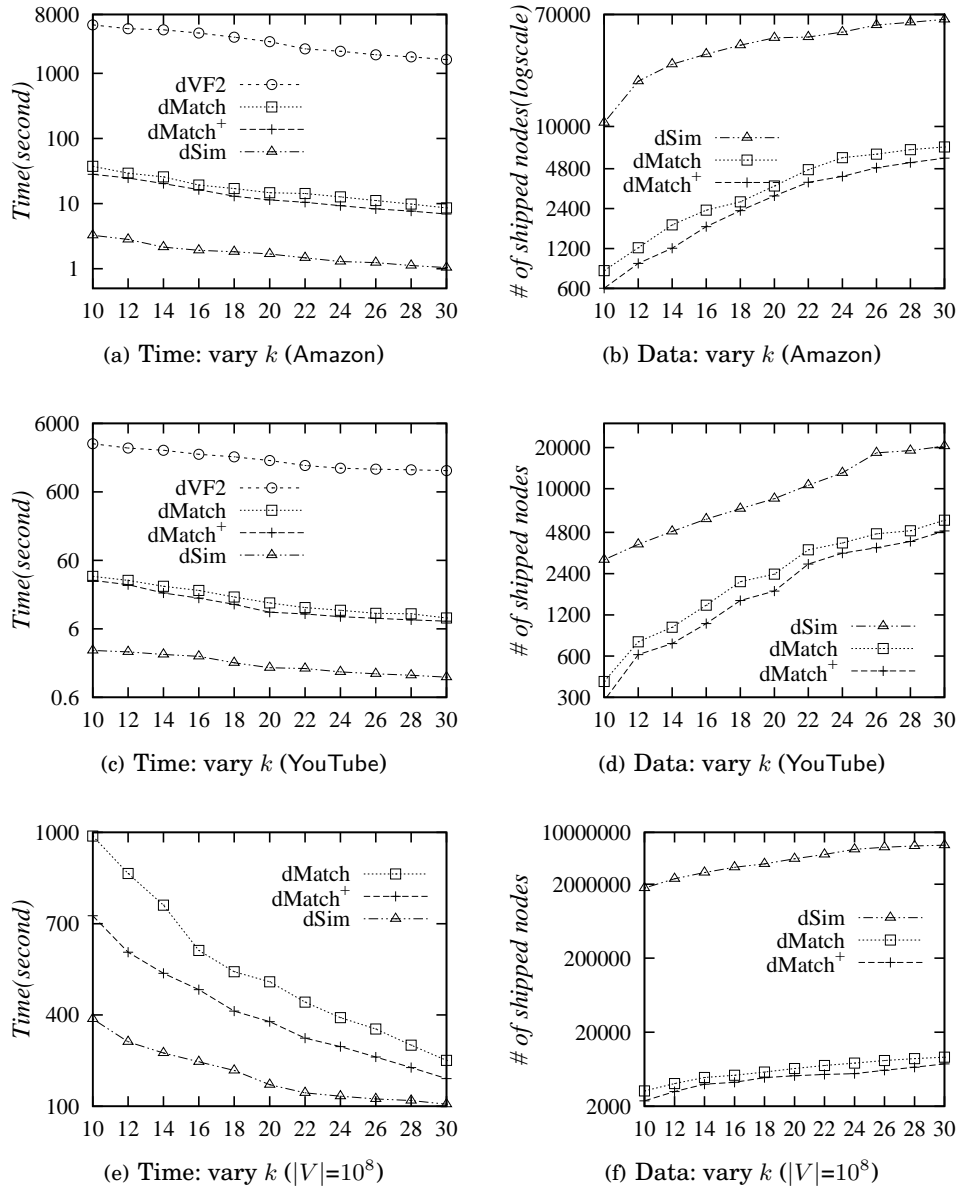 8000
1000
100
10
1
Time(second)
dVF2
dMatch
dMatch+
dSim
10 12 14 16 18 20 22 24 26 28 30
(a) Time: vary k (Amazon)
70000
10000
4800
2400
1200
600
# of shipped nodes(logscale)
dSim
dMatch
dMatch+
10 12 14 16 18 20 22 24 26 28 30
(b) Data: vary k (Amazon)
6000
600
60
6
0.6
Time(second)
dVF2
dMatch
dMatch+
dSim
10 12 14 16 18 20 22 24 26 28 30
(c) Time: vary k (YouTube)
20000
10000
4800
2400
1200
600
300
# of shipped nodes
dSim
dMatch
dMatch+
10 12 14 16 18 20 22 24 26 28 30
(d) Data: vary k (YouTube)
1000
700
400
100
Time(second)
dMatch
dMatch+
dSim
10 12 14 16 18 20 22 24 26 28 30
(e) Time: vary k (|V|=10⁸)
10000000
2000000
200000
20000
2000
# of shipped nodes
dSim
dMatch
dMatch+
10 12 14 16 18 20 22 24 26 28 30
(f) Data: vary k (|V|=10⁸)